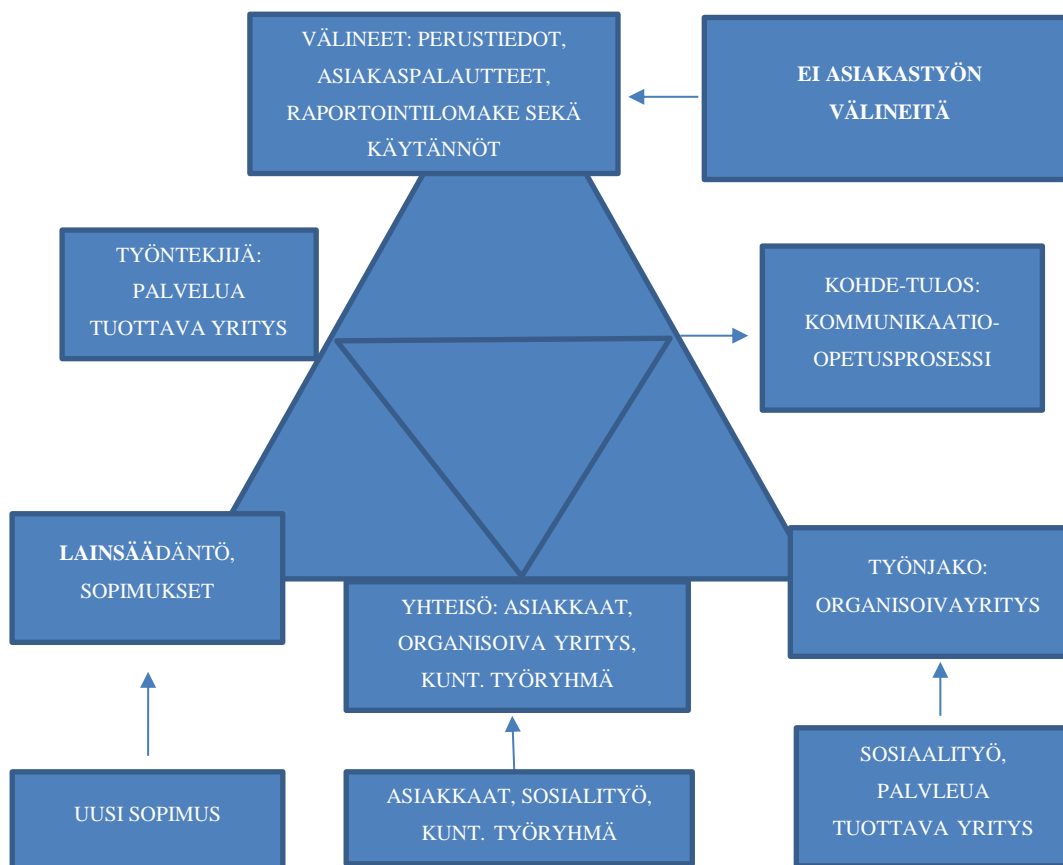 VÄLINEET: PERUSTIEDOT,
ASIAKASPALAUTTEET,
RAPORTOINTILOMAKE SEKÄ
KÄYTÄNNÖT
EI ASIAKASTYÖN
VÄLINEITÄ
TYÖNTEKJIJÄ:
PALVELUA
TUOTTAVA YRITYS
KOHDE-TULOS:
KOMMUNIKAATIO-
OPETUSPROSESSI
LAINSÄÄDÄNTÖ,
SOPIMUKSET
YHTEISÖ: ASIAKKAAT,
ORGANISOIVA YRITYS,
KUNT. TYÖRYHMÄ
TYÖNJAKO:
ORGANISOIVAYRITYS
UUSI SOPIMUS
ASIAKKAAT, SOSIALITYÖ,
KUNT. TYÖRYHMÄ
SOSIAALITYÖ,
PALVLEUA
TUOTTAVA YRITYS